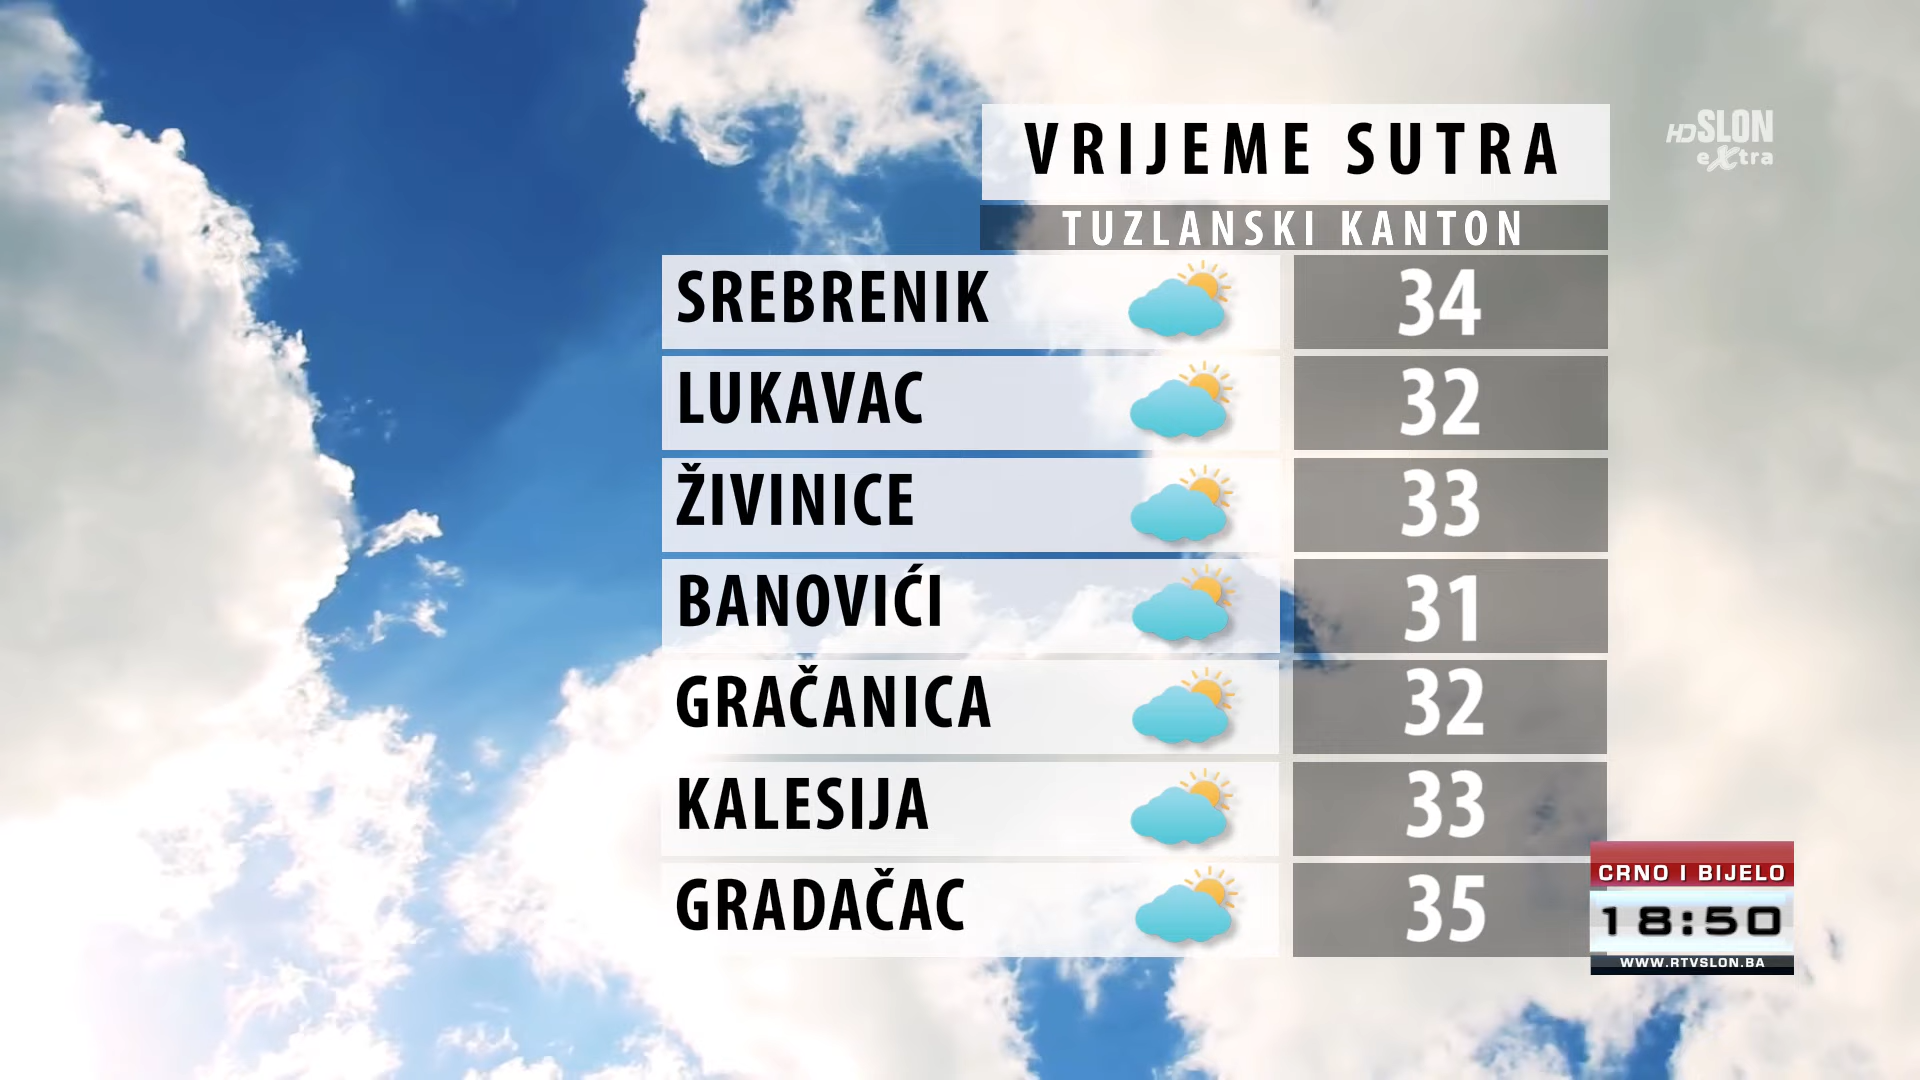 VRIJEME SUTRA
HD SLON
eXtra
TUZLANSKI KANTON
SREBRENIK 34
LUKAVAC 32
ŽIVINICE 33
BANOVIĆI 31
GRAČANICA 32
KALESIJA 33
GRADAČAC 35
CRNO I BIJELO
18:50
WWW.RTVSLON.BA